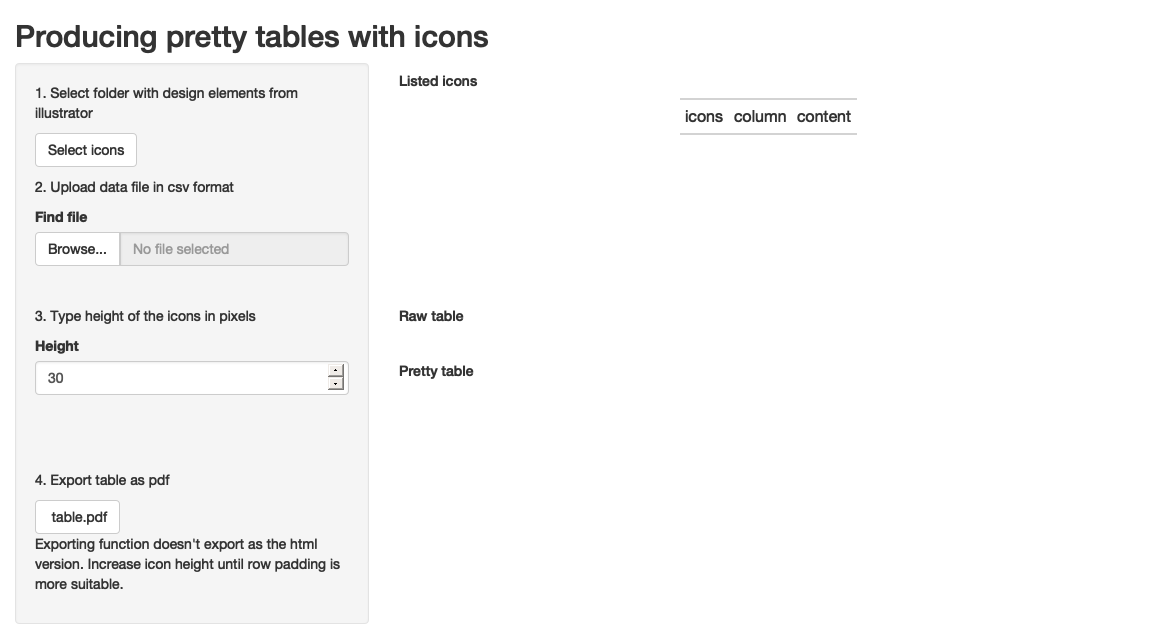 Producing pretty tables with icons
1. Select folder with design elements from
illustrator
Select icons
2. Upload data file in csv format
Find file
Browse... No file selected
3. Type height of the icons in pixels
Height
30
4. Export table as pdf
table.pdf
Exporting function doesn't export as the html
version. Increase icon height until row padding is
more suitable.
Listed icons
icons column content
Raw table
Pretty table